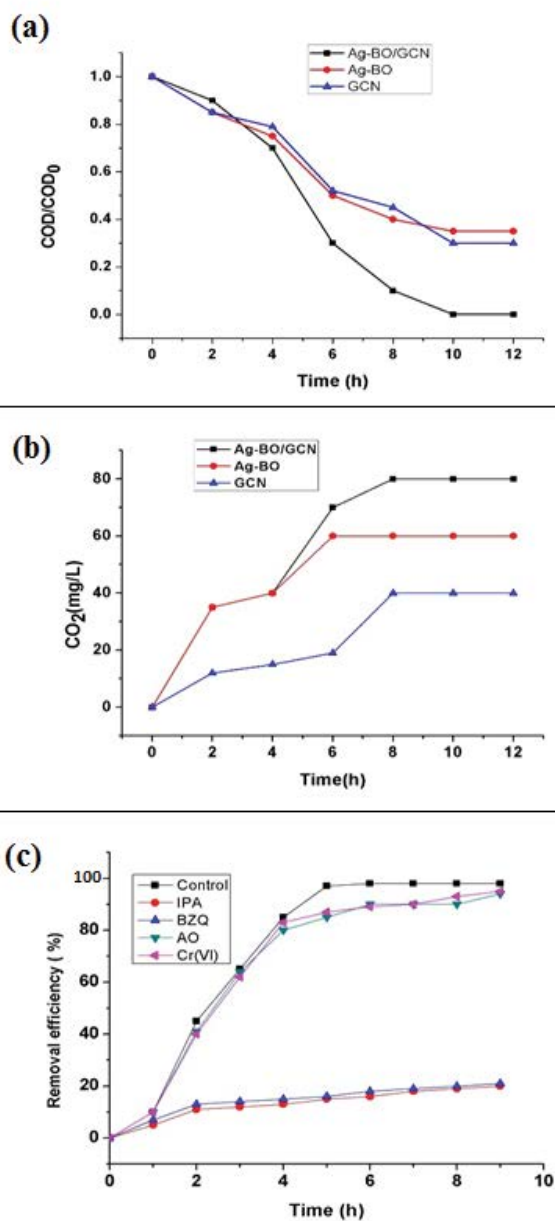 (a)
Ag-BO/GCN
Ag-BO
GCN
COD/COD₀
1.0
0.8
0.6
0.4
0.2
0.0
0 2 4 6 8 10 12
Time (h)
(b)
Ag-BO/GCN
Ag-BO
GCN
CO₂(mg/L)
80
60
40
20
0
0 2 4 6 8 10 12
Time(h)
(c)
Control
IPA
BZQ
AO
Cr(VI)
Removal efficiency ( %)
100
80
60
40
20
0
0 2 4 6 8 10
Time (h)